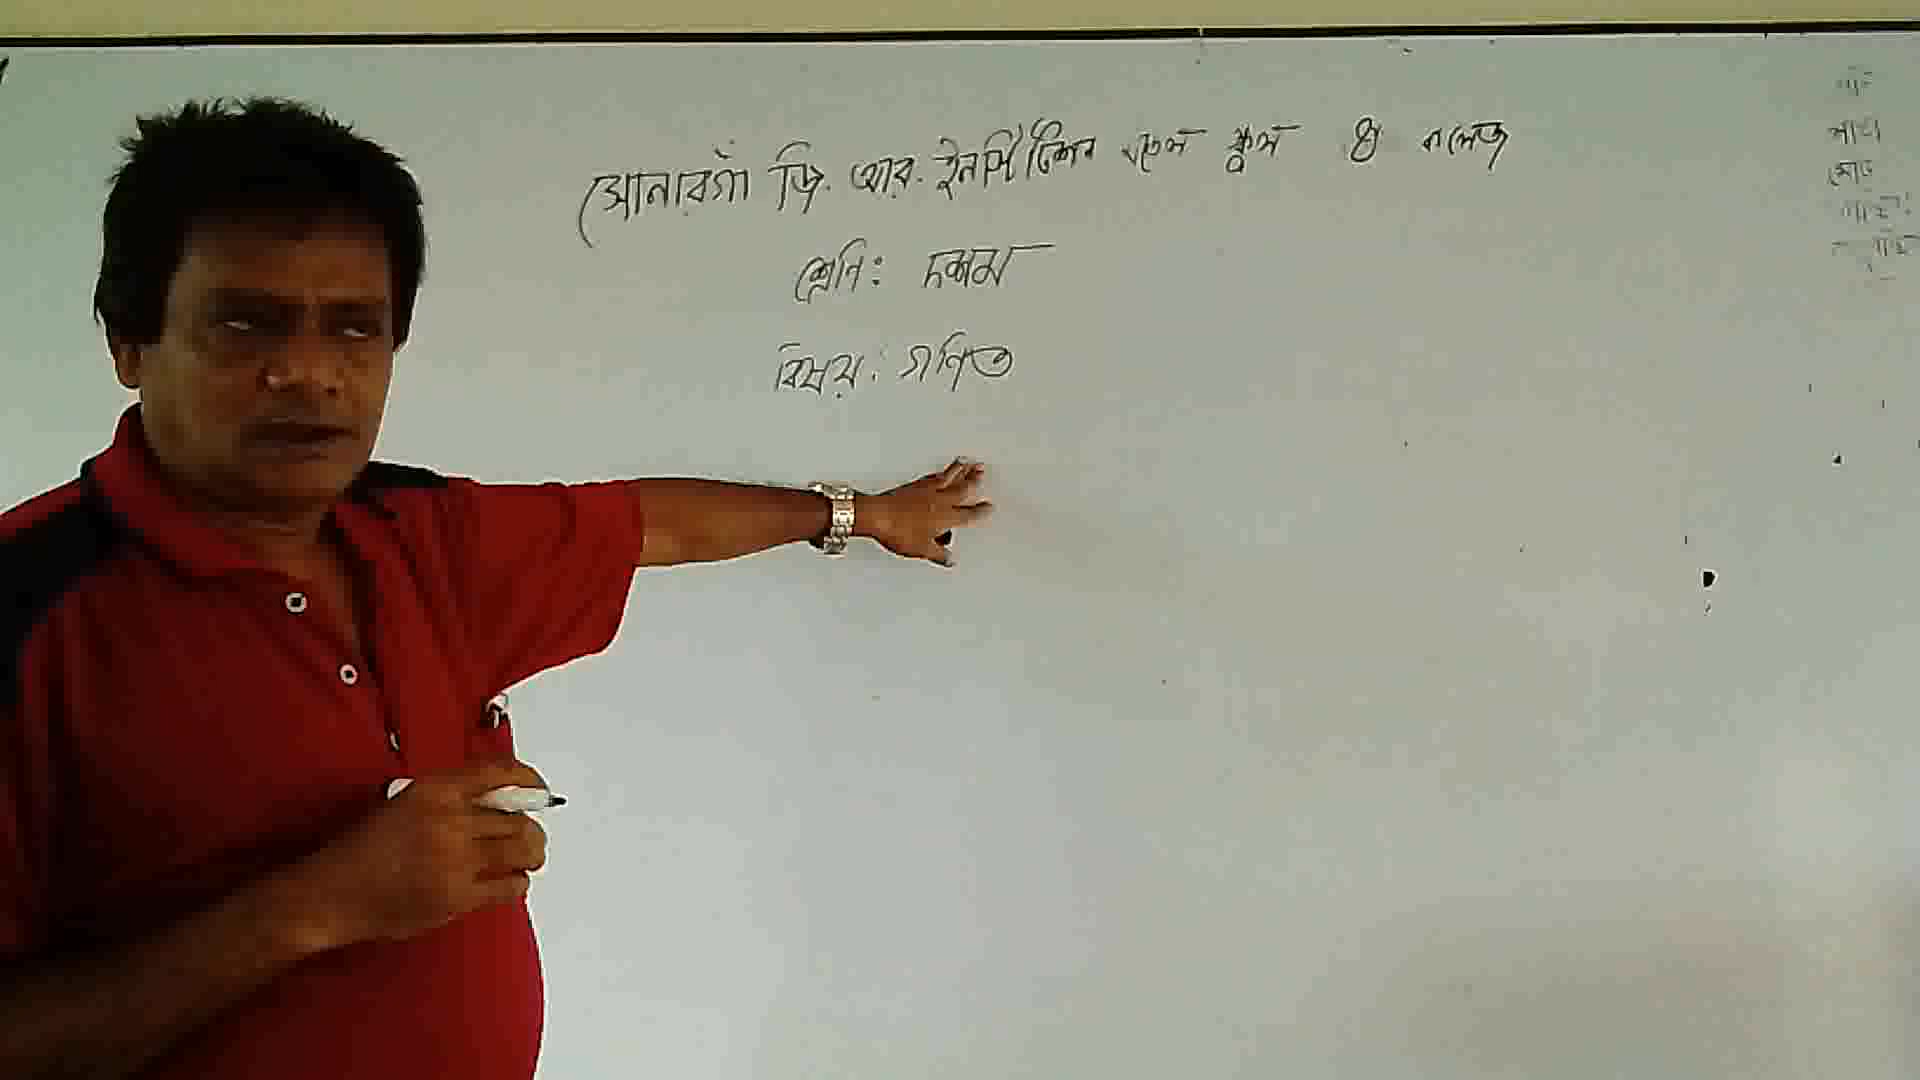 সোনারগাঁ জি. আর. ইনস্টিটিউশন মডেল স্কুল ও কলেজ
শ্রেণি: দশম
বিষয়: গণিত